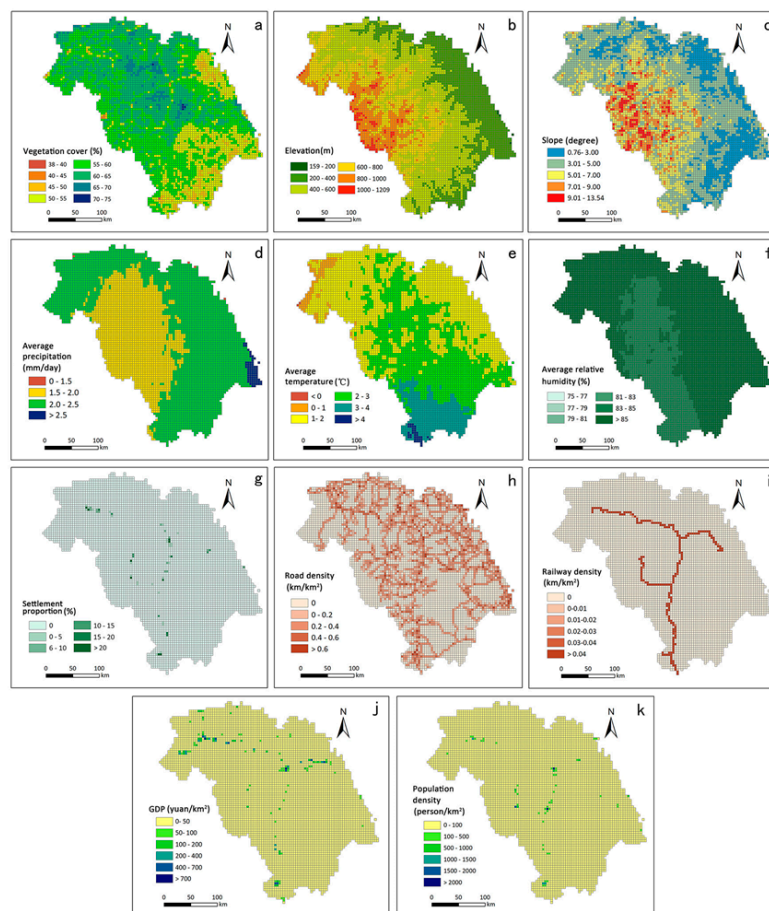 N
a
Vegetation cover (%)
38 - 40
55 - 60
40 - 45
60 - 65
45 - 50
65 - 70
50 - 55
70 - 75
0 50 100
km
N
b
Elevation(m)
159 - 200
600 - 800
200 - 400
800 - 1000
400 - 600
1000 - 1209
0 50 100
km
N
c
Slope (degree)
0.76- 3.00
3.01 - 5.00
5.01 - 7.00
7.01 - 9.00
9.01 - 13.54
0 50 100
km
N
d
Average
precipitation
(mm/day)
0 - 1.5
1.5 - 2.0
2.0 - 2.5
> 2.5
0 50 100
km
N
e
Average
temperature (℃)
< 0
2 - 3
0 - 1
3 - 4
1- 2
> 4
0 50 100
km
N
f
Average relative
humidity (%)
75 - 77
81 - 83
77 - 79
83 - 85
79 - 81
> 85
0 50 100
km
N
g
Settlement
proportion (%)
0
10 - 15
0 - 5
15 - 20
6 - 10
>20
0 50 100
km
N
h
Road density
(km/km²)
0
0 - 0.2
0.2 - 0.4
0.4 - 0.6
> 0.6
0 50 100
km
N
i
Railway density
(km/km²)
0
0-0.01
0.01-0.02
0.02-0.03
0.03-0.04
> 0.04
0 50 100
km
N
j
GDP (yuan/km²)
0- 50
50 - 100
100 - 200
200 - 400
400 - 700
> 700
0 50 100
km
N
k
Population
density
(person/km²)
0 - 100
100 - 500
500 - 1000
1000 - 1500
1500 - 2000
> 2000
0 50 100
km